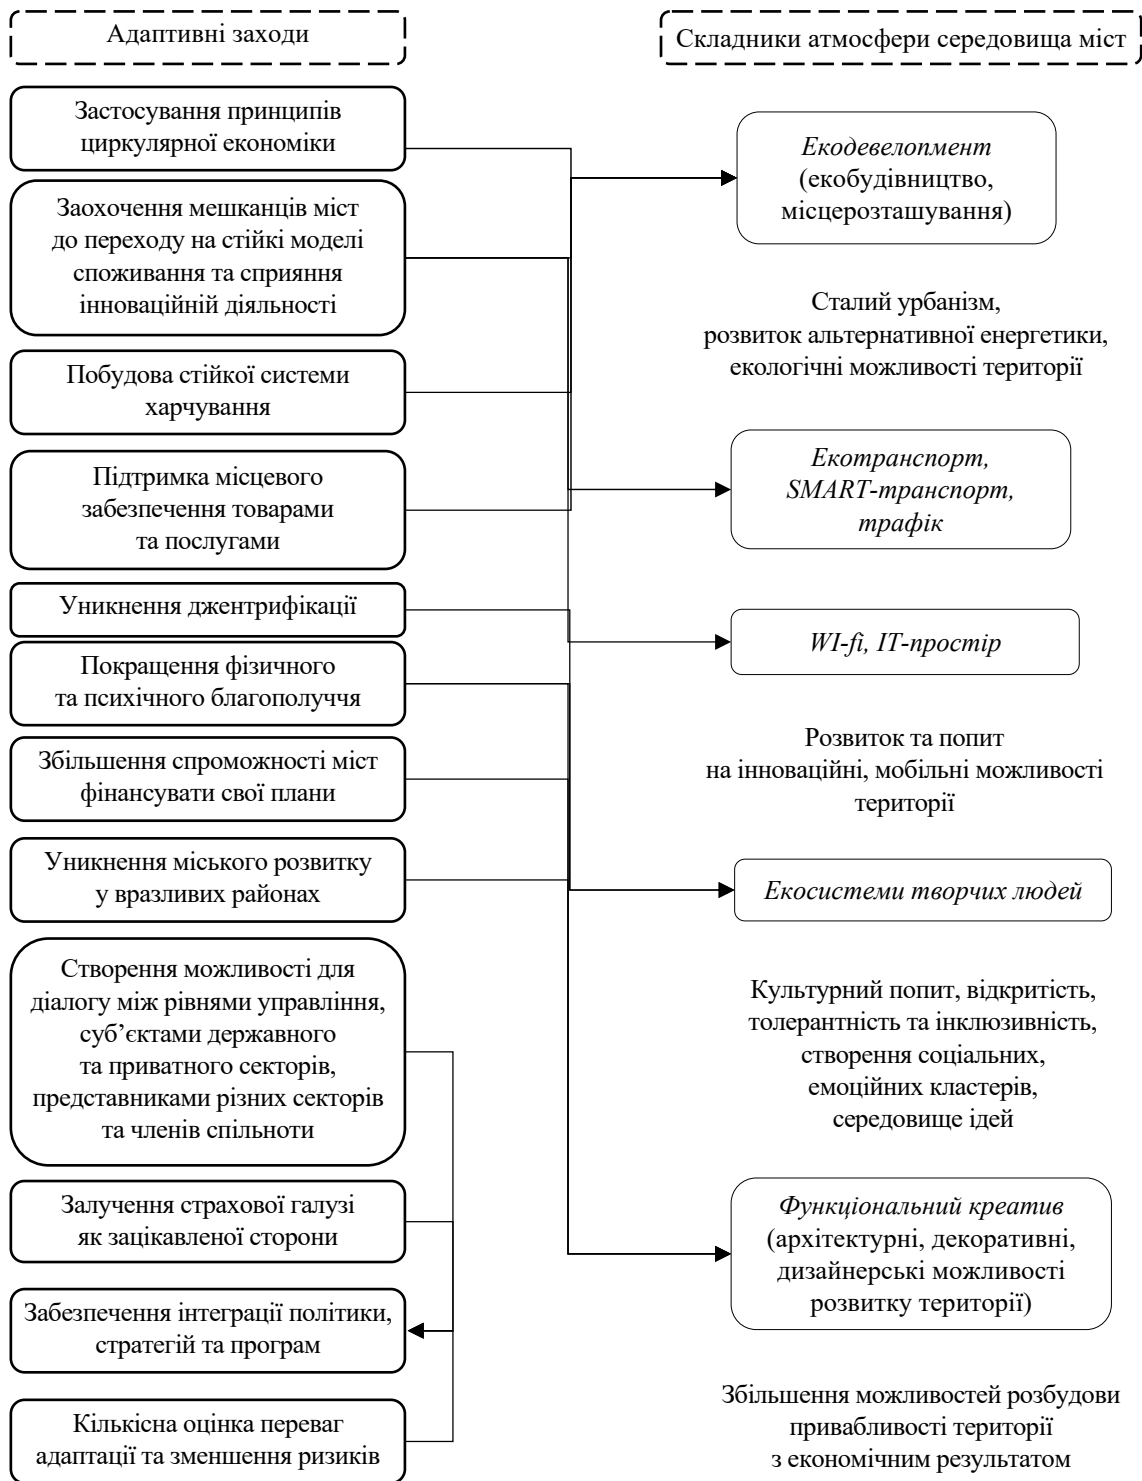 Адаптивні заходи
Застосування принципів
циркулярної економіки
Заохочення мешканців міст
до переходу на стійкі моделі
споживання та сприяння
інноваційній діяльності
Побудова стійкої системи
харчування
Підтримка місцевого
забезпечення товарами
та послугами
Уникнення джентрифікації
Покращення фізичного
та психічного благополуччя
Збільшення спроможності міст
фінансувати свої плани
Уникнення міського розвитку
у вразливих районах
Створення можливості для
діалогу між рівнями управління,
суб’єктами державного
та приватного секторів,
представниками різних секторів
та членів спільноти
Залучення страхової галузі
як зацікавленої сторони
Забезпечення інтеграції політики,
стратегій та програм
Кількісна оцінка переваг
адаптації та зменшення ризиків
Складники атмосфери середовища міст
Екодевелопмент
(екобудівництво,
місцерозташування)
Сталий урбанізм,
розвиток альтернативної енергетики,
екологічні можливості території
Екотранспорт,
SMART-транспорт,
трафік
WI-fi, IT-простір
Розвиток та попит
на інноваційні, мобільні можливості
території
Екосистеми творчих людей
Культурний попит, відкритість,
толерантність та інклюзивність,
створення соціальних,
емоційних кластерів,
середовище ідей
Функціональний креатив
(архітектурні, декоративні,
дизайнерські можливості
розвитку території)
Збільшення можливостей розбудови
привабливості території
з економічним результатом